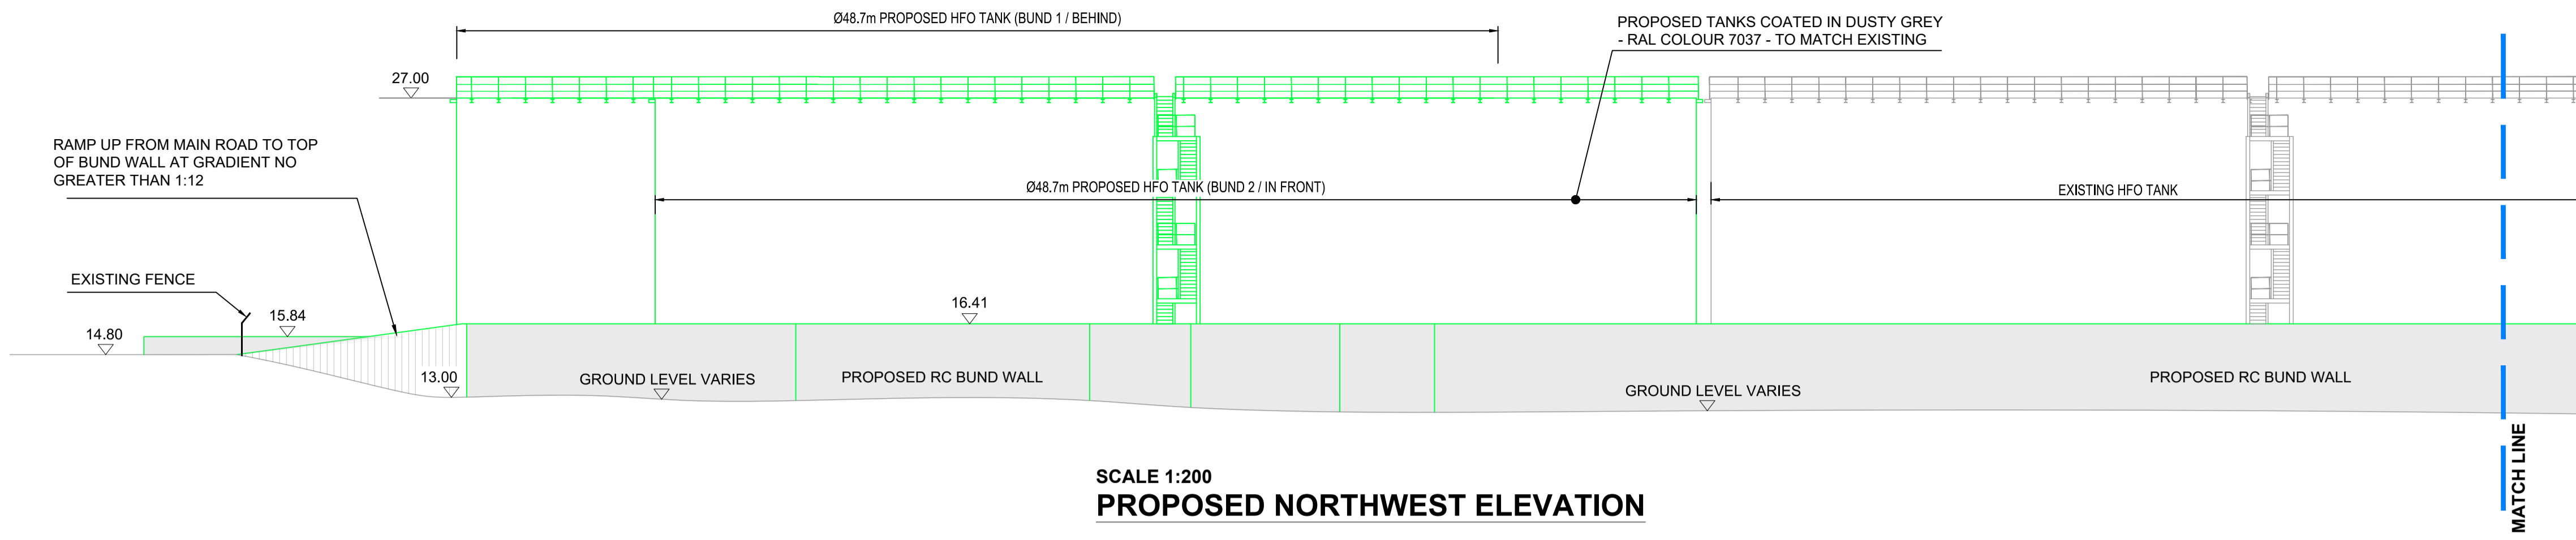 Ø48.7m PROPOSED HFO TANK (BUND 1 / BEHIND)
PROPOSED TANKS COATED IN DUSTY GREY
- RAL COLOUR 7037 - TO MATCH EXISTING
27.00
RAMP UP FROM MAIN ROAD TO TOP
OF BUND WALL AT GRADIENT NO
GREATER THAN 1:12
Ø48.7m PROPOSED HFO TANK (BUND 2 / IN FRONT)
EXISTING HFO TANK
EXISTING FENCE
15.84
16.41
14.80
13.00
GROUND LEVEL VARIES
PROPOSED RC BUND WALL
GROUND LEVEL VARIES
PROPOSED RC BUND WALL
MATCH LINE
SCALE 1:200
PROPOSED NORTHWEST ELEVATION